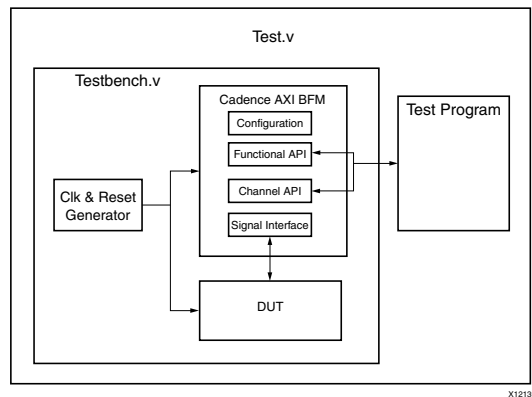 Test.v
Testbench.v
Cadence AXI BFM
Configuration
Functional API
Channel API
Signal Interface
Clk & Reset
Generator
DUT
Test Program
X1213